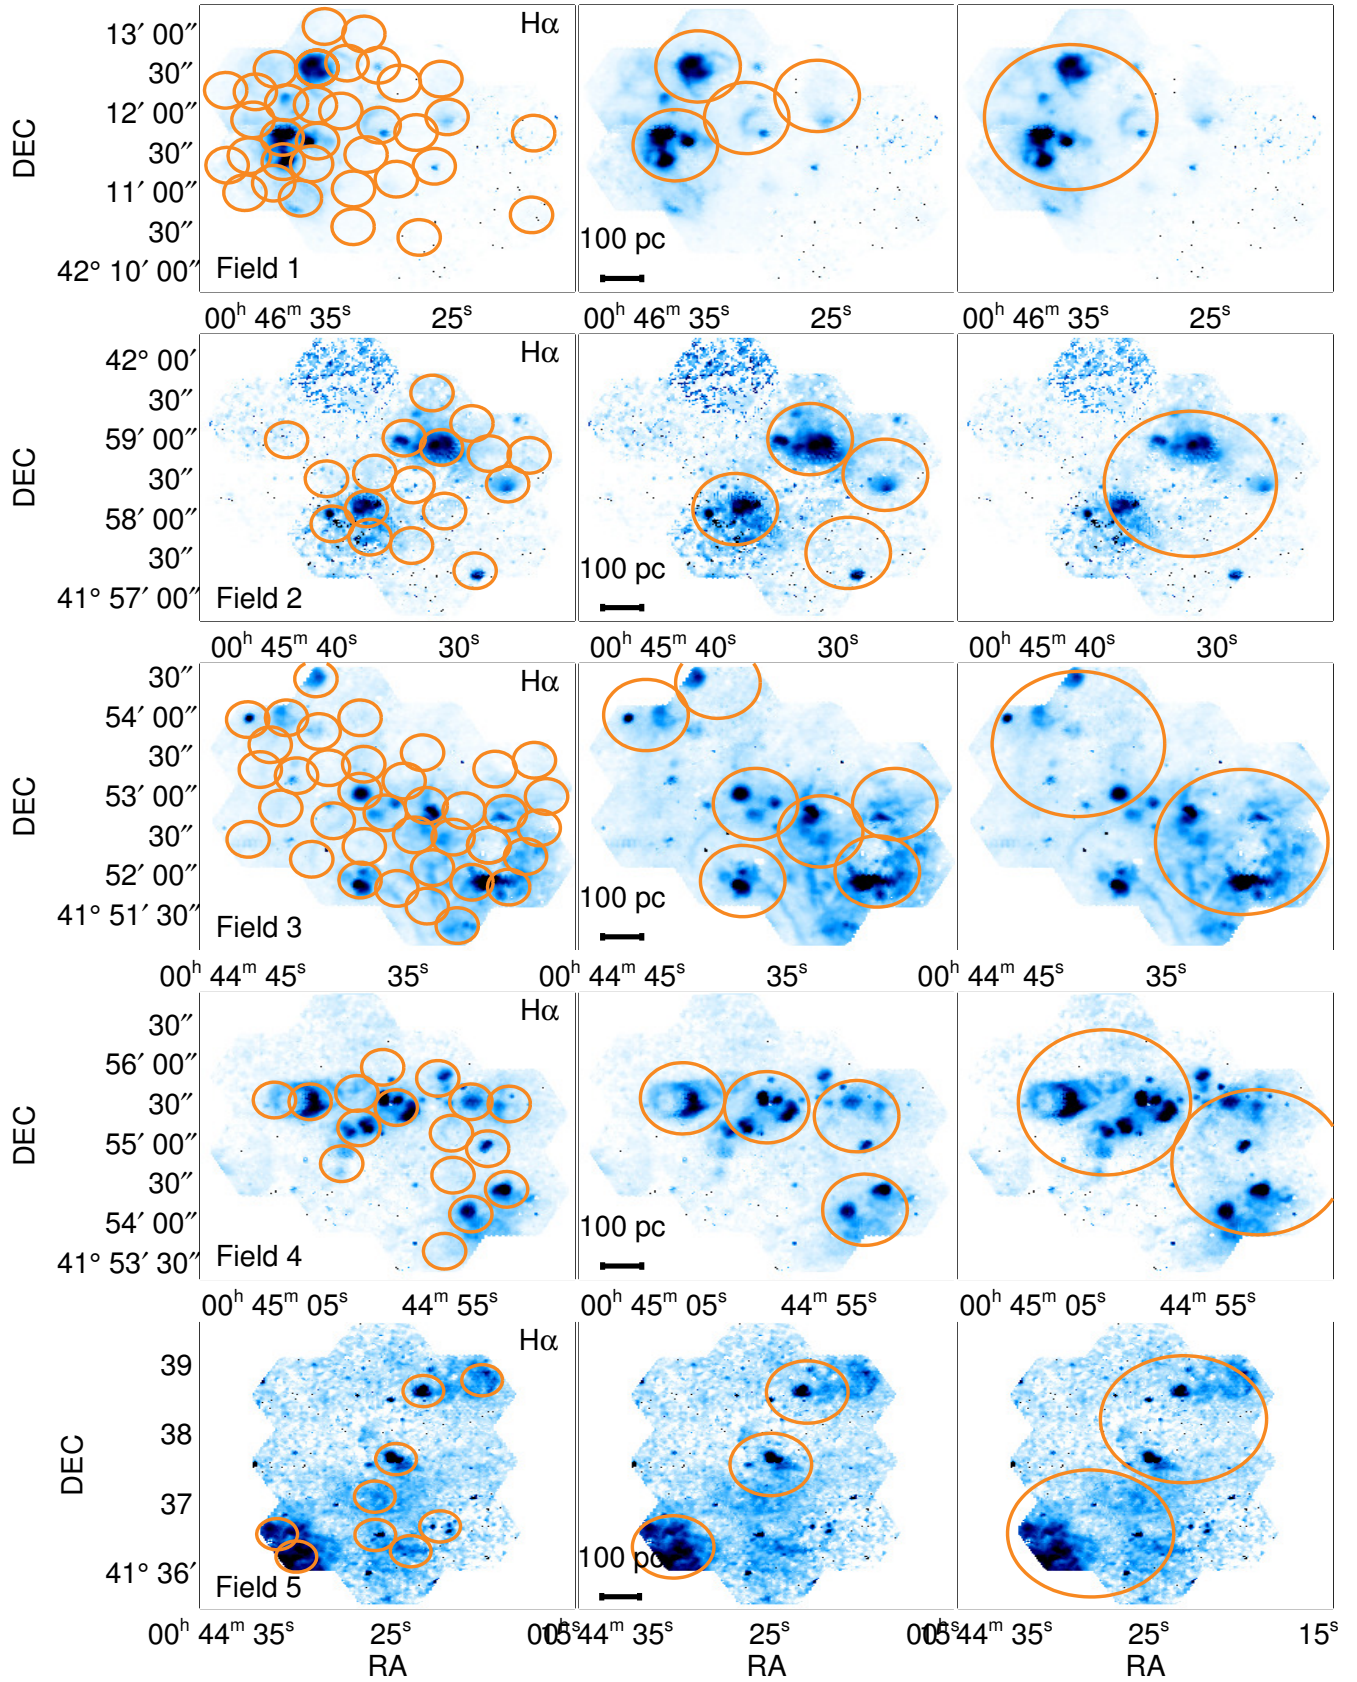 Hα
13′ 00″
30″
12′ 00″
30″
11′ 00″
30″
42° 10′ 00″
DEC
Field 1
100 pc
00ʰ 46ᵐ 35ˢ 25ˢ 00ʰ 46ᵐ 35ˢ 25ˢ 00ʰ 46ᵐ 35ˢ 25ˢ
Hα
42° 00′
30″
59′ 00″
30″
58′ 00″
30″
41° 57′ 00″
DEC
Field 2
100 pc
00ʰ 45ᵐ 40ˢ 30ˢ 00ʰ 45ᵐ 40ˢ 30ˢ 00ʰ 45ᵐ 40ˢ 30ˢ
Hα
30″
54′ 00″
30″
53′ 00″
30″
52′ 00″
41° 51′ 30″
DEC
Field 3
100 pc
00ʰ 44ᵐ 45ˢ 35ˢ 00ʰ 44ᵐ 45ˢ 35ˢ 00ʰ 44ᵐ 45ˢ 35ˢ
Hα
30″
56′ 00″
30″
55′ 00″
30″
54′ 00″
41° 53′ 30″
DEC
Field 4
100 pc
00ʰ 45ᵐ 05ˢ 44ᵐ 55ˢ 00ʰ 45ᵐ 05ˢ 44ᵐ 55ˢ 00ʰ 45ᵐ 05ˢ 44ᵐ 55ˢ
Hα
39
38
37
41° 36′
DEC
Field 5
100 pc
00ʰ 44ᵐ 35ˢ 25ˢ 15ˢ 44ᵐ 35ˢ 25ˢ 15ˢ 44ᵐ 35ˢ 25ˢ 15ˢ
RA RA RA